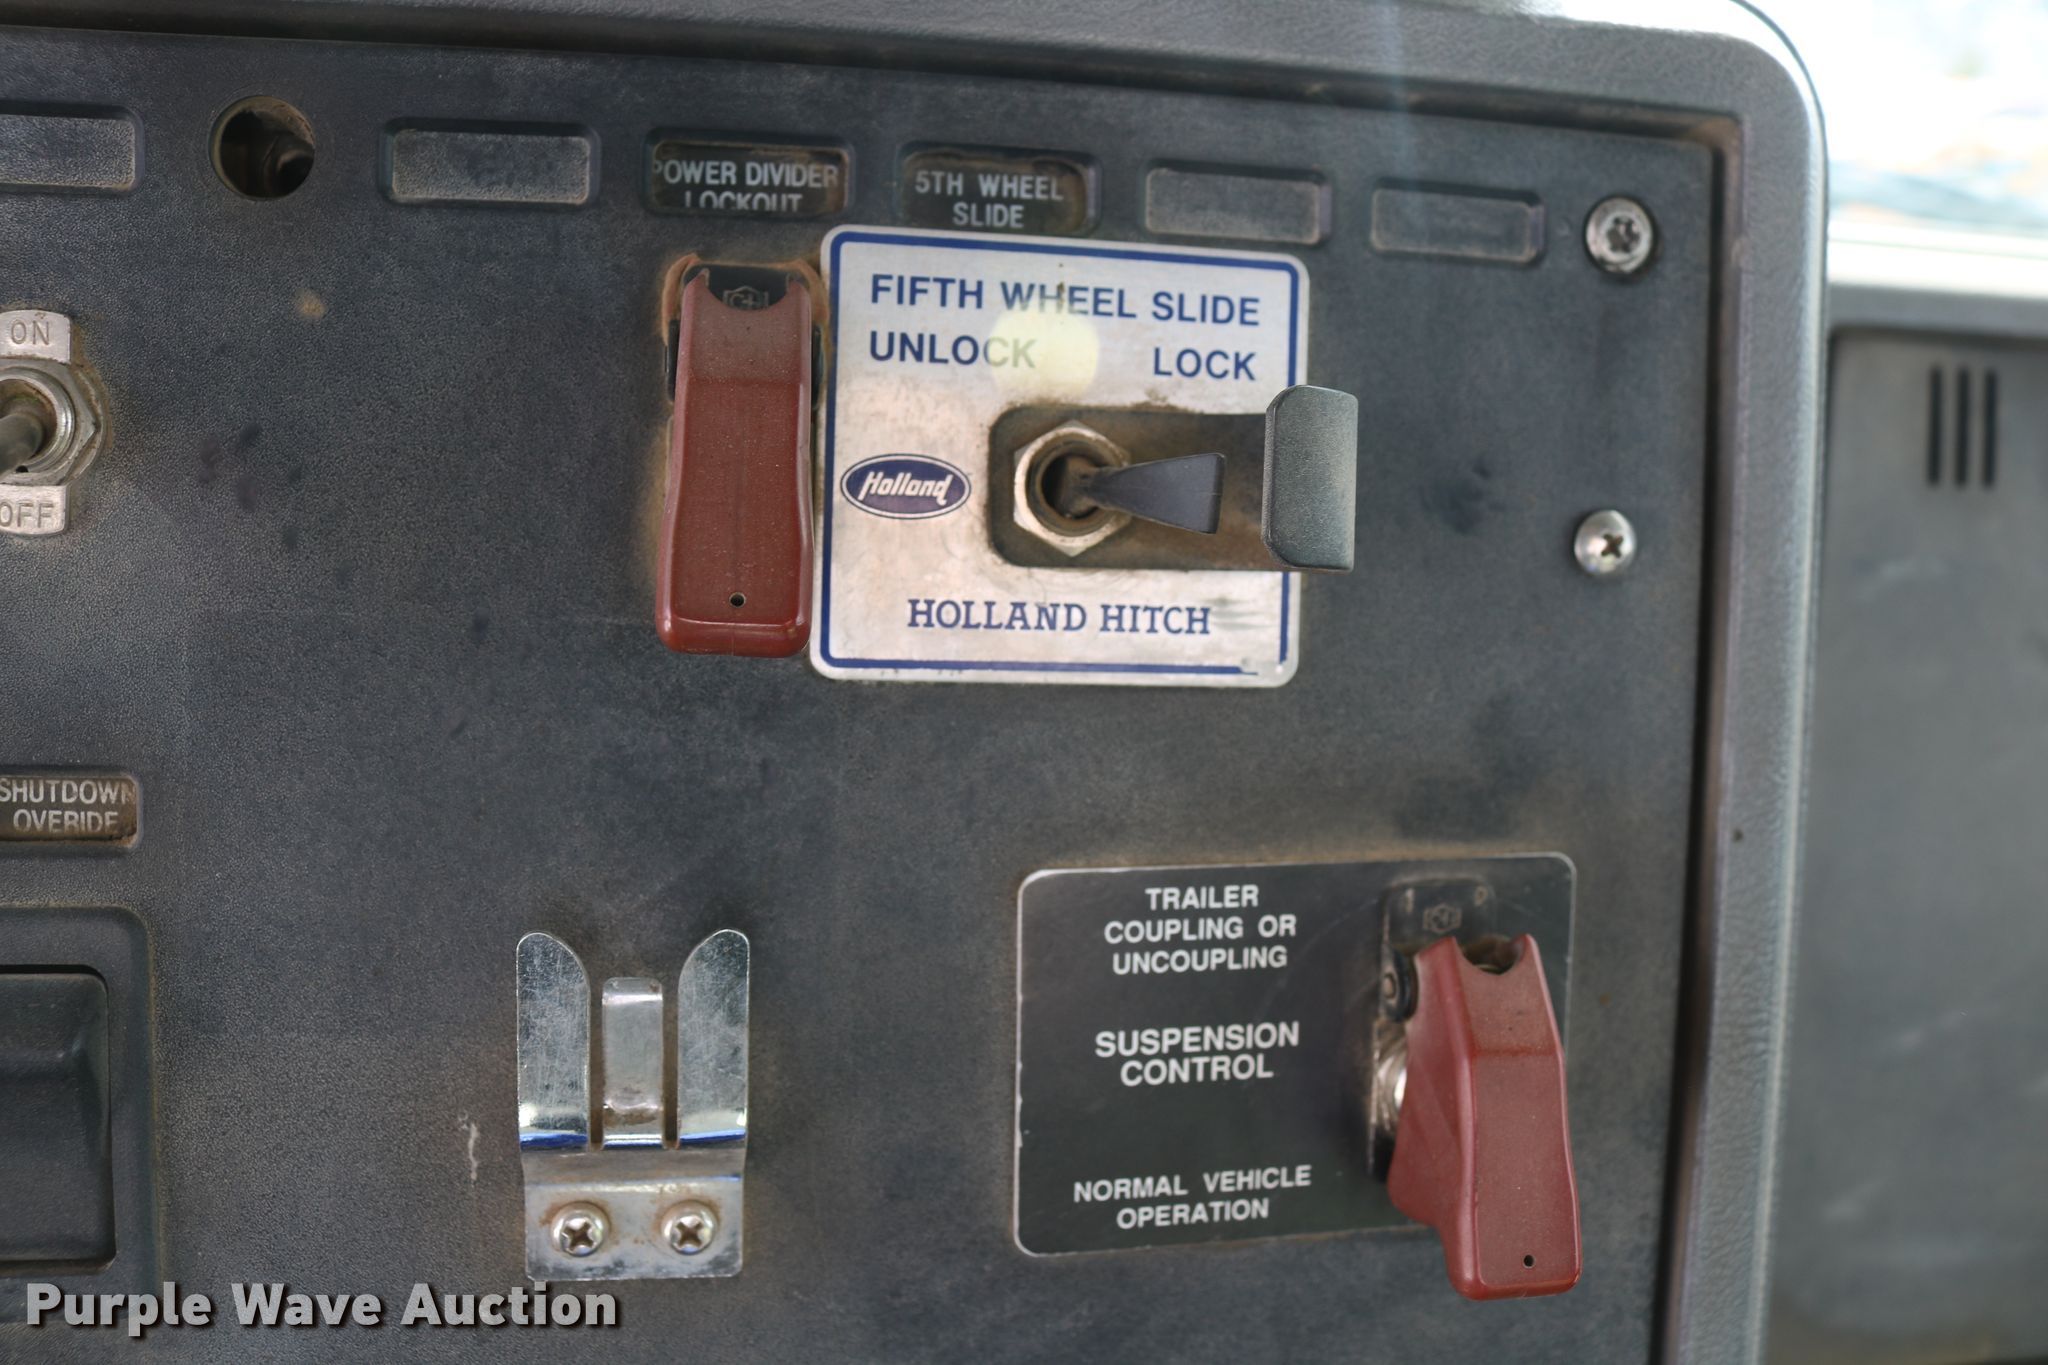 POWER DIVIDER
LOCKOUT
5TH WHEEL
SLIDE
FIFTH WHEEL SLIDE
UNLOCK LOCK
Holland
HOLLAND HITCH
ON
OFF
SHUTDOWN
OVERIDE
TRAILER
COUPLING OR
UNCOUPLING
SUSPENSION
CONTROL
NORMAL VEHICLE
OPERATION
Purple Wave Auction